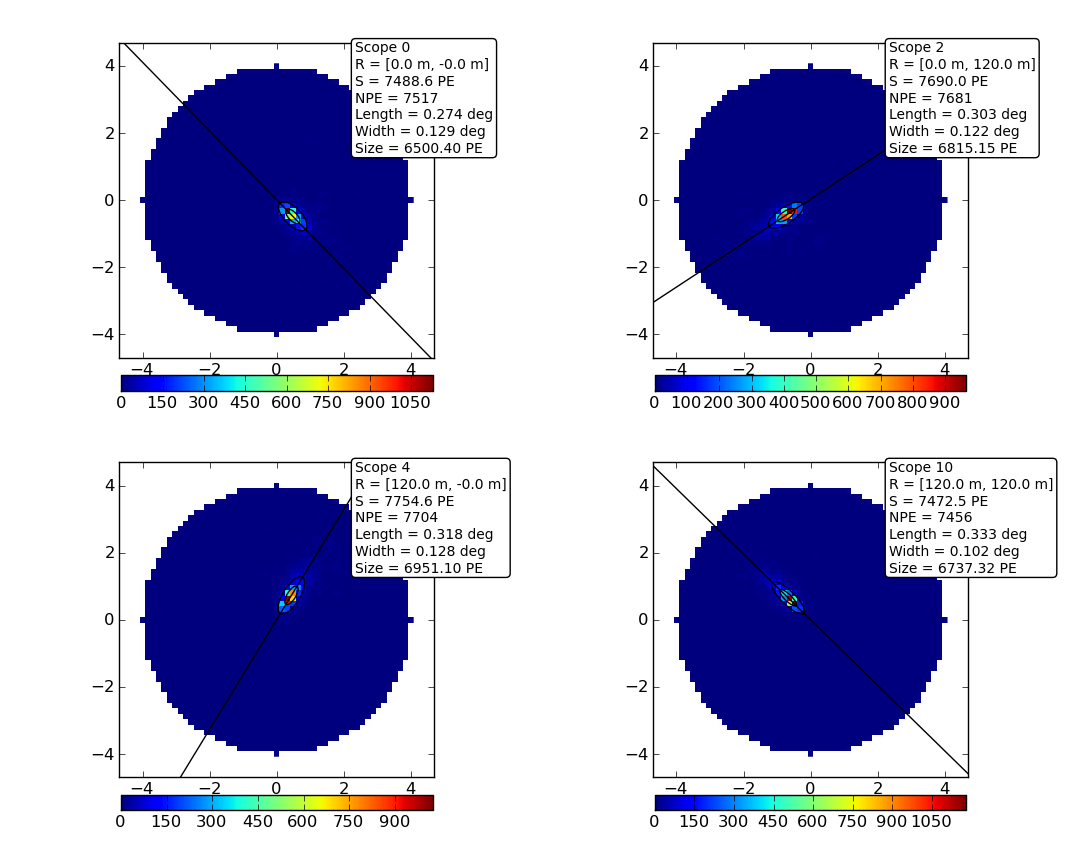 Scope 0
R = [0.0 m, -0.0 m]
S = 7488.6 PE
NPE = 7517
Length = 0.274 deg
Width = 0.129 deg
Size = 6500.40 PE
4
2
0
−2
−4
−4 −2 0 2 4
0 150 300 450 600 750 900 1050
Scope 2
R = [0.0 m, 120.0 m]
S = 7690.0 PE
NPE = 7681
Length = 0.303 deg
Width = 0.122 deg
Size = 6815.15 PE
4
2
0
−2
−4
−4 −2 0 2 4
0 100 200 300 400 500 600 700 800 900
Scope 4
R = [120.0 m, -0.0 m]
S = 7754.6 PE
NPE = 7704
Length = 0.318 deg
Width = 0.128 deg
Size = 6951.10 PE
4
2
0
−2
−4
−4 −2 0 2 4
0 150 300 450 600 750 900
Scope 10
R = [120.0 m, 120.0 m]
S = 7472.5 PE
NPE = 7456
Length = 0.333 deg
Width = 0.102 deg
Size = 6737.32 PE
4
2
0
−2
−4
−4 −2 0 2 4
0 150 300 450 600 750 900 1050